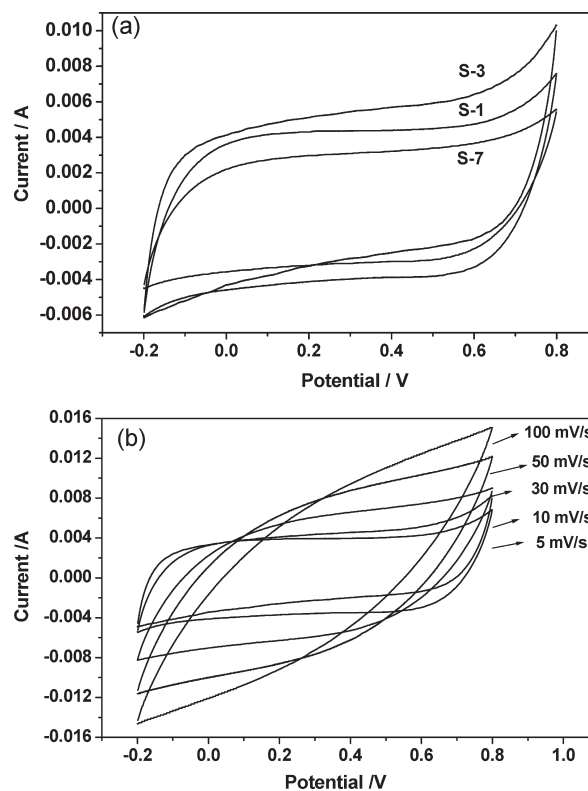 (a)
0.010
0.008
0.006
0.004
0.002
0.000
-0.002
-0.004
-0.006
Current / A
S-3
S-1
S-7
-0.2 0.0 0.2 0.4 0.6 0.8
Potential / V
(b)
0.016
0.012
0.008
0.004
0.000
-0.004
-0.008
-0.012
-0.016
Current /A
100 mV/s
50 mV/s
30 mV/s
10 mV/s
5 mV/s
-0.2 0.0 0.2 0.4 0.6 0.8 1.0
Potential /V